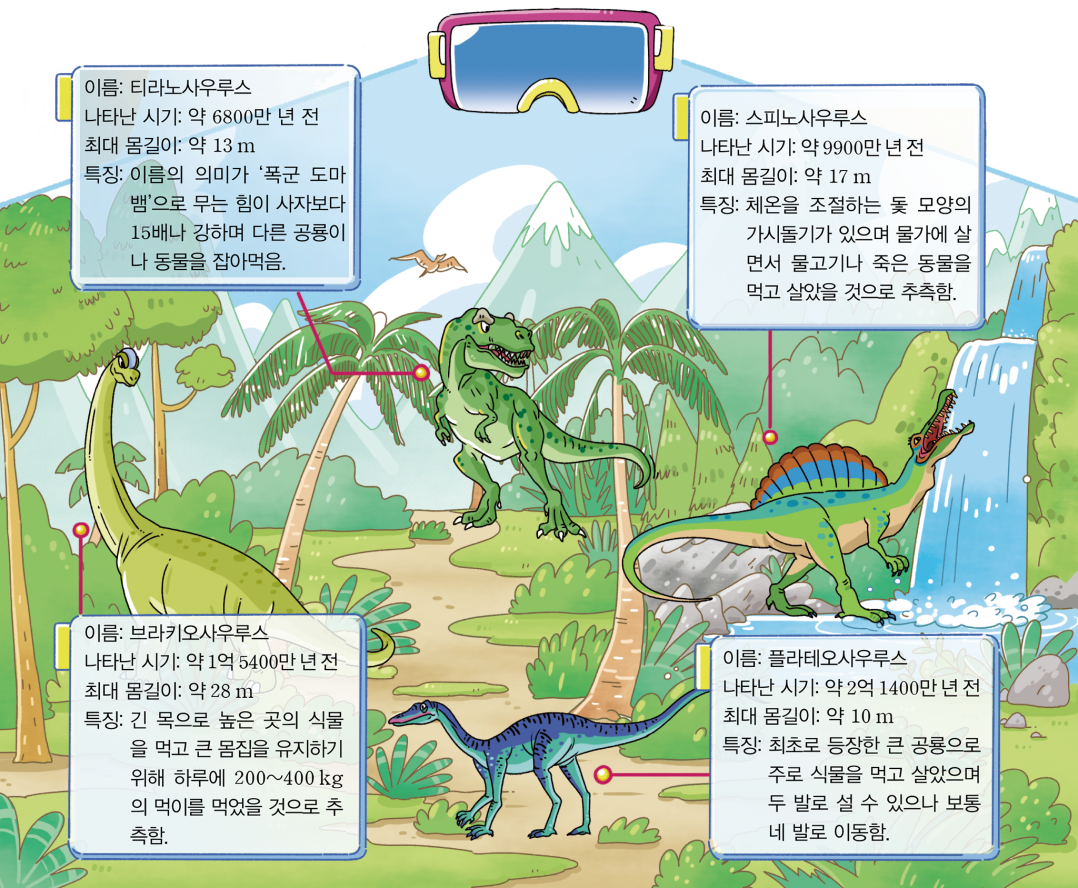 이름: 티라노사우루스
나타난 시기: 약 6800만 년 전
최대 몸길이: 약 13 m
특징: 이름의 의미가 ‘폭군 도마
뱀’으로 무는 힘이 사자보다
15배나 강하며 다른 공룡이
나 동물을 잡아먹음.
이름: 스피노사우루스
나타난 시기: 약 9900만 년 전
최대 몸길이: 약 17 m
특징: 체온을 조절하는 돛 모양의
가시돌기가 있으며 물가에 살
면서 물고기나 죽은 동물을
먹고 살았을 것으로 추측함.
이름: 브라키오사우루스
나타난 시기: 약 1억 5400만 년 전
최대 몸길이: 약 28 m
특징: 긴 목으로 높은 곳의 식물
을 먹고 큰 몸집을 유지하기
위해 하루에 200~400 kg
의 먹이를 먹었을 것으로 추
측함.
이름: 플라테오사우루스
나타난 시기: 약 2억 1400만 년 전
최대 몸길이: 약 10 m
특징: 최초로 등장한 큰 공룡으로
주로 식물을 먹고 살았으며
두 발로 설 수 있으나 보통
네 발로 이동함.